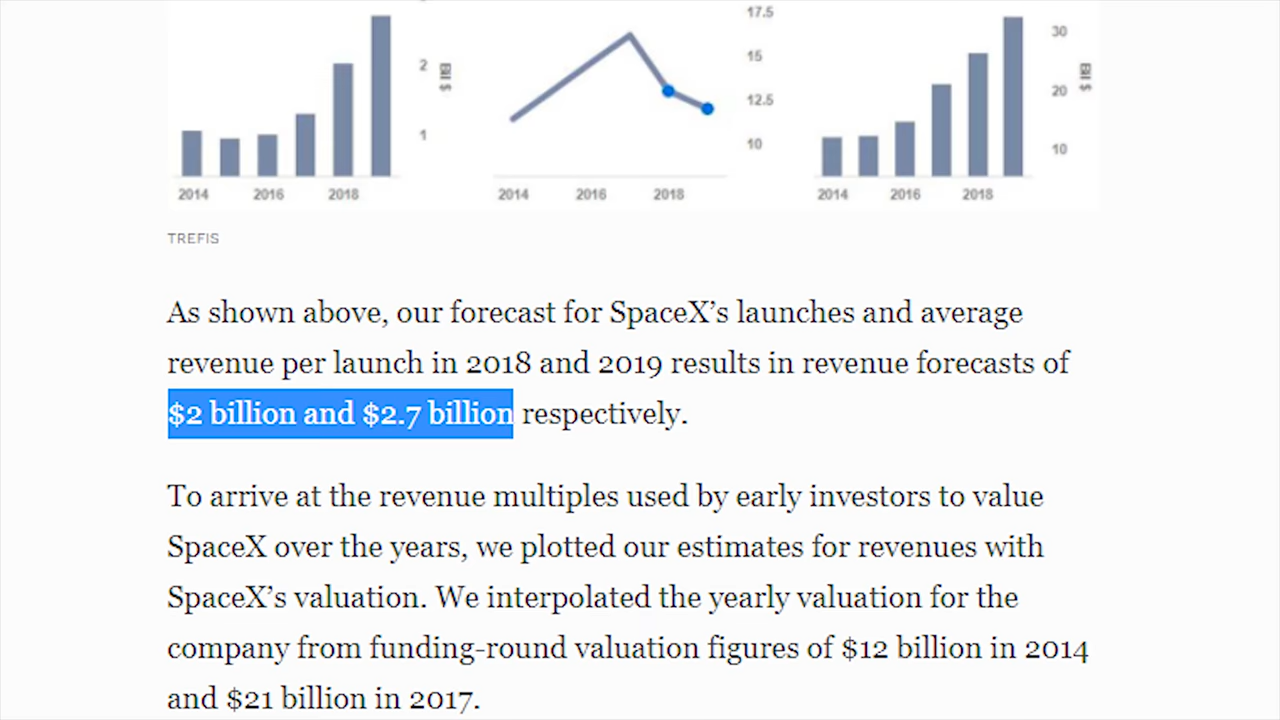 2
1
Bil $
2014 2016 2018
17.5
15
12.5
10
2014 2016 2018
30
20
10
Bil $
2014 2016 2018
TREFIS
As shown above, our forecast for SpaceX’s launches and average
revenue per launch in 2018 and 2019 results in revenue forecasts of
$2 billion and $2.7 billion respectively.
To arrive at the revenue multiples used by early investors to value
SpaceX over the years, we plotted our estimates for revenues with
SpaceX’s valuation. We interpolated the yearly valuation for the
company from funding-round valuation figures of $12 billion in 2014
and $21 billion in 2017.